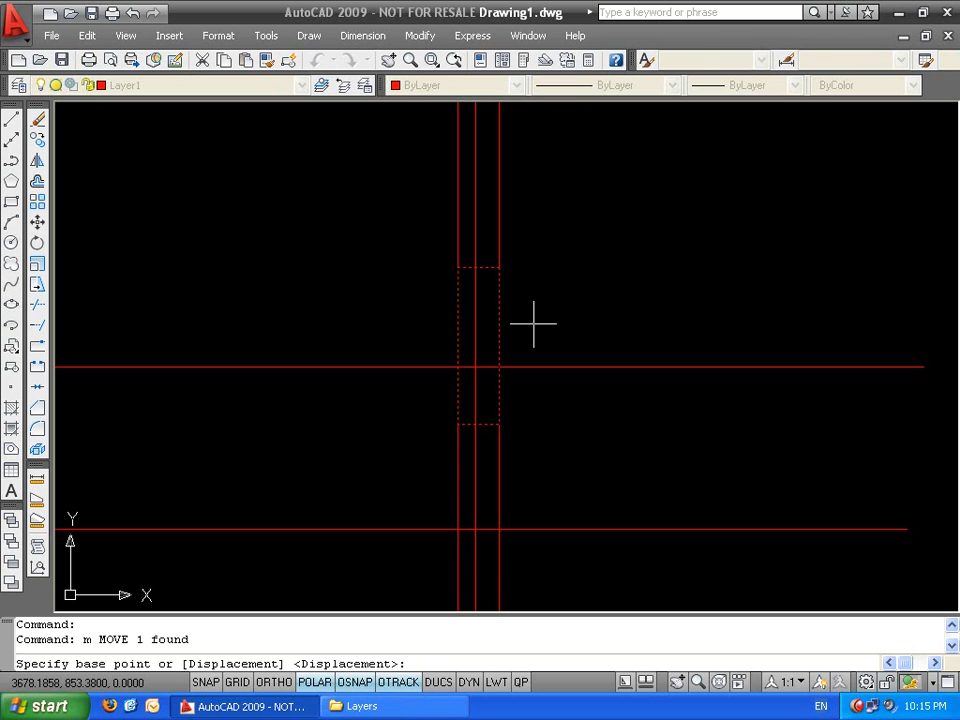 AutoCAD 2009 - NOT FOR RESALE Drawing1.dwg
Type a keyword or phrase
File Edit View Insert Format Tools Draw Dimension Modify Express Window Help
Layer1 ByLayer ByLayer ByLayer ByColor
A
Y
X
Command:
Command: m MOVE 1 found
Specify base point or [Displacement] <Displacement>:
3678.1858, 853.3800, 0.0000 SNAP GRID ORTHO POLAR OSNAP OTRACK DUCS DYN LWT QP 1:1
start AutoCAD 2009 - NOT... Layers EN 10:15 PM